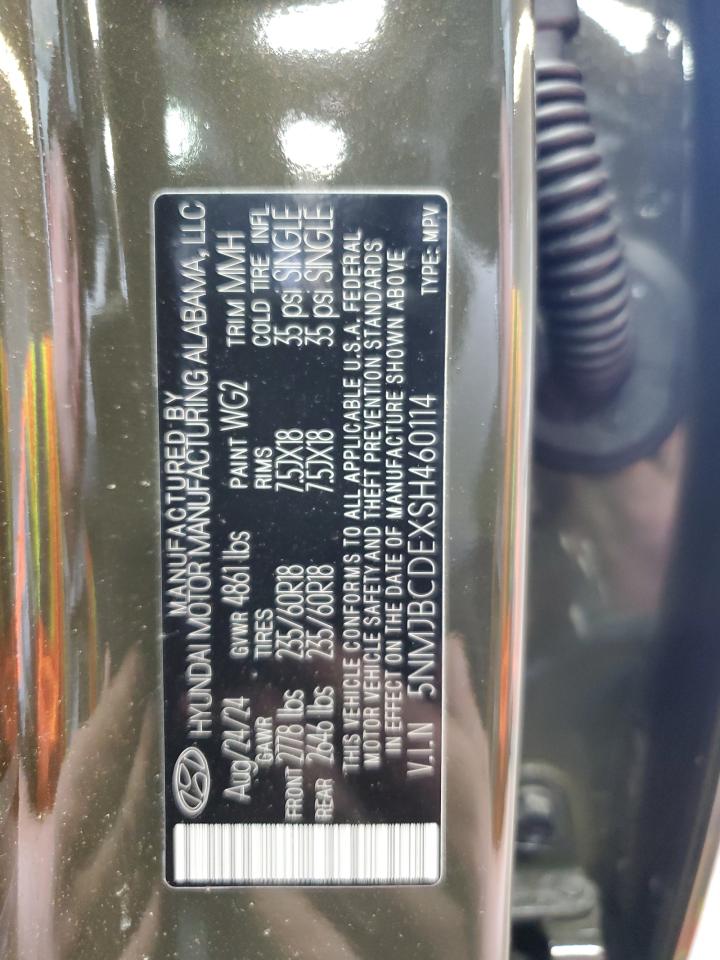 MANUFACTURED BY
HYUNDAI MOTOR MANUFACTURING ALABAMA, LLC
Aug/24/24 GVWR 4861 lbs PAINT WG2 TRIM MMH
GAWR TIRES RIMS COLD TIRE INFL
FRONT 2778 lbs 235/60R18 7.5JX18 35 psi SINGLE
REAR 2646 lbs 235/60R18 7.5JX18 35 psi SINGLE
THIS VEHICLE CONFORMS TO ALL APPLICABLE U.S.A. FEDERAL
MOTOR VEHICLE SAFETY AND THEFT PREVENTION STANDARDS
IN EFFECT ON THE DATE OF MANUFACTURE SHOWN ABOVE
V.I.N 5NMJBCDEXSH460114 TYPE: MPV